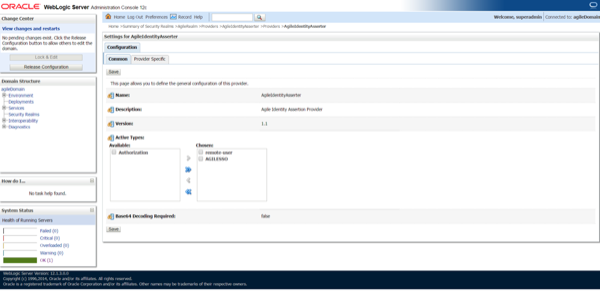 ORACLE WebLogic Server Administration Console 12c
Change Center
View changes and restarts
No pending changes exist. Click the Release
Configuration button to allow others to edit the
domain.
Lock & Edit
Release Configuration
Domain Structure
agileDomain
Environment
Deployments
Services
Security Realms
Interoperability
Diagnostics
How do I...
No task help found.
System Status
Health of Running Servers
Failed (0)
Critical (0)
Overloaded (0)
Warning (0)
OK (1)
Home Log Out Preferences Record Help
Welcome, superadmin Connected to: agileDomain
Home >Summary of Security Realms >AgileRealm >Providers >AgileIdentityAsserter >Providers >AgileIdentityAsserter
Settings for AgileIdentityAsserter
Configuration
Common Provider Specific
Save
This page allows you to define the general configuration of this provider.
Name: AgileIdentityAsserter
Description: Agile Identity Assertion Provider
Version: 1.1
Active Types:
Available: Chosen:
Authorization remote-user
AGILESSO
Base64 Decoding Required: false
Save
WebLogic Server Version: 12.1.3.0.0
Copyright (c) 1996,2014, Oracle and/or its affiliates. All rights reserved.
Oracle is a registered trademark of Oracle Corporation and/or its affiliates. Other names may be trademarks of their respective owners.